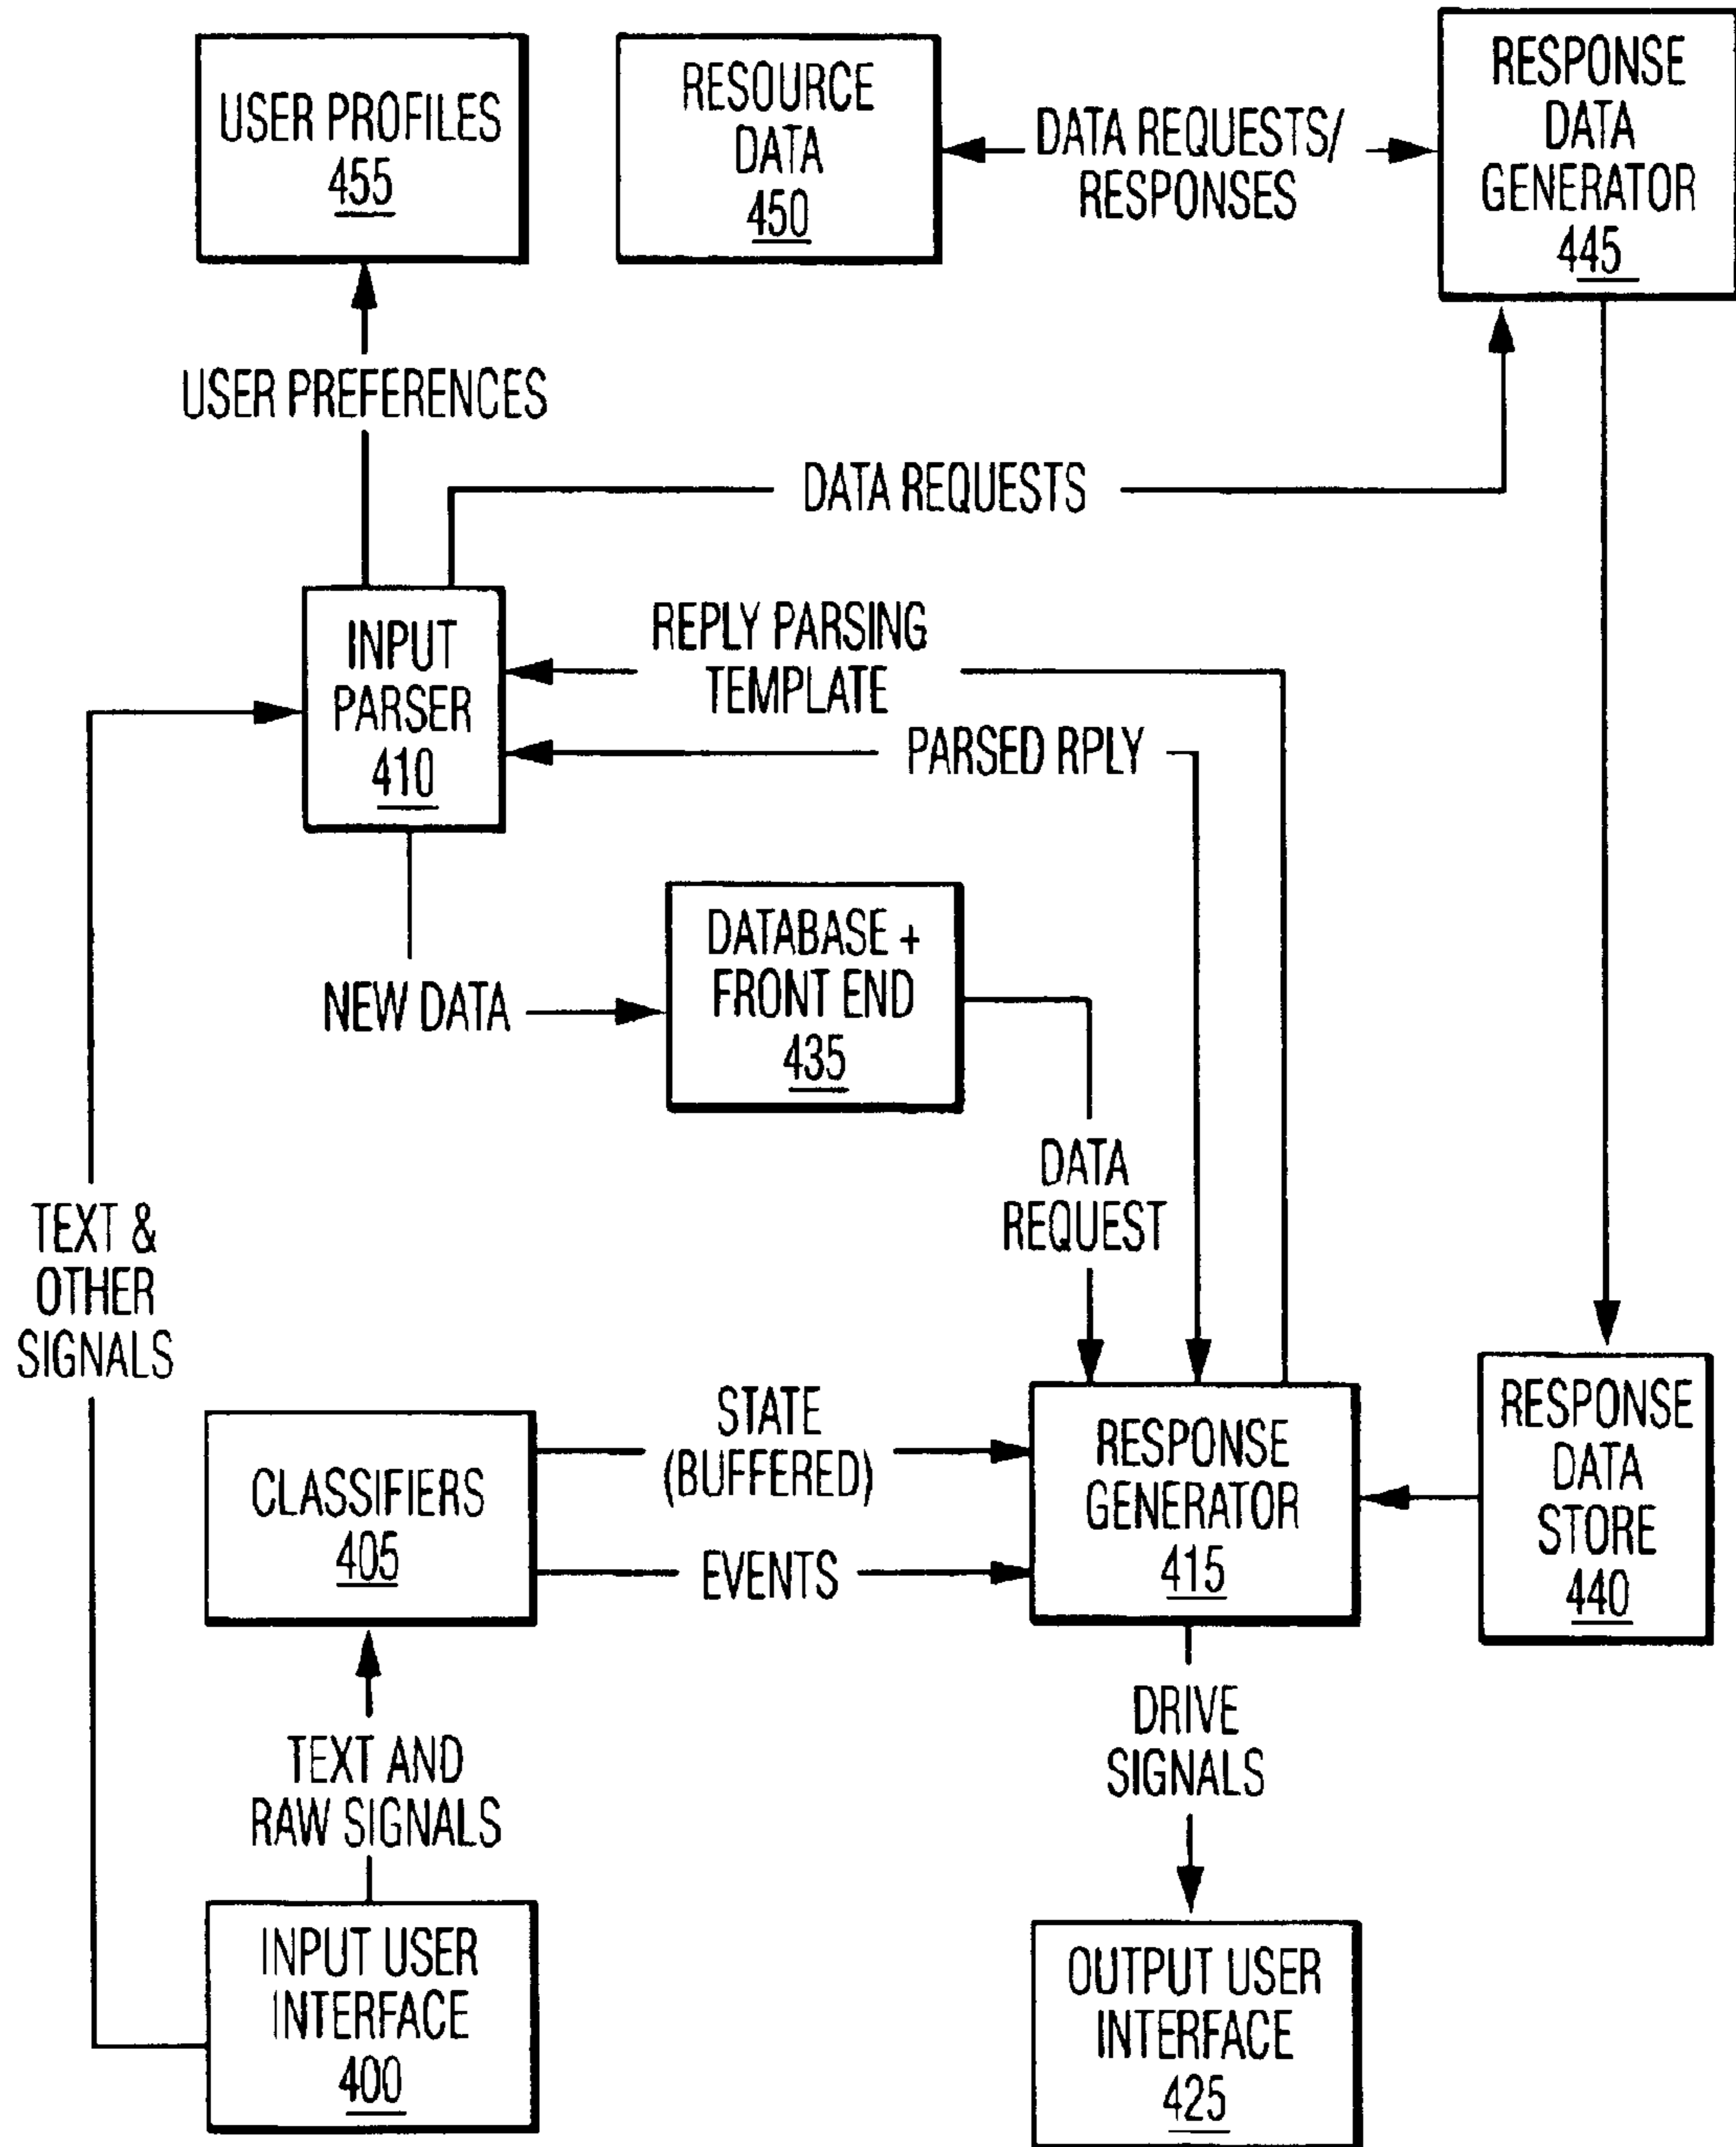 USER PROFILES
455
RESOURCE
DATA
450
DATA REQUESTS/
RESPONSES
RESPONSE
DATA
GENERATOR
445
USER PREFERENCES
DATA REQUESTS
INPUT
PARSER
410
REPLY PARSING
TEMPLATE
PARSED RPLY
NEW DATA
DATABASE +
FRONT END
435
DATA
REQUEST
TEXT &
OTHER
SIGNALS
CLASSIFIERS
405
STATE
(BUFFERED)
EVENTS
RESPONSE
GENERATOR
415
RESPONSE
DATA
STORE
440
TEXT AND
RAW SIGNALS
DRIVE
SIGNALS
INPUT USER
INTERFACE
400
OUTPUT USER
INTERFACE
425